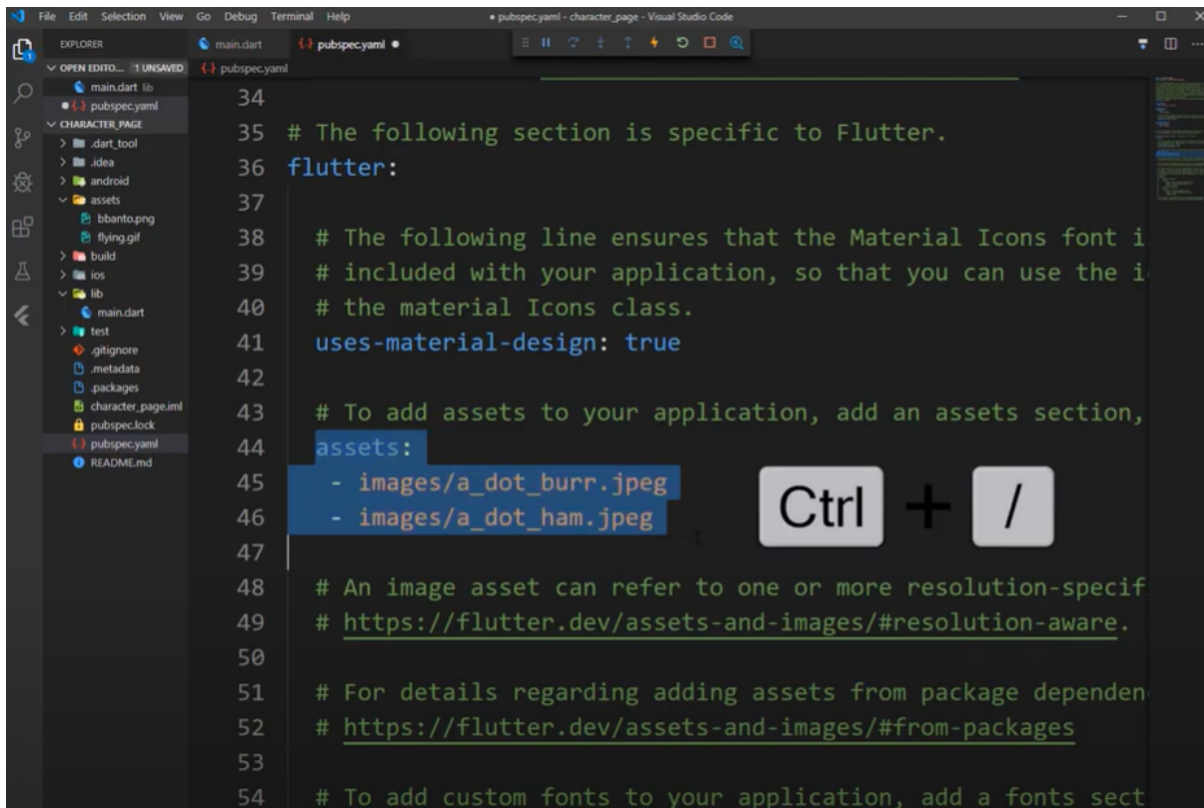 File Edit Selection View Go Debug Terminal Help
● pubspec.yaml - character_page - Visual Studio Code
EXPLORER
OPEN EDITO... 1 UNSAVED
main.dart lib
● {·} pubspec.yaml
CHARACTER_PAGE
.dart_tool
.idea
android
assets
bbanto.png
flying.gif
build
ios
lib
main.dart
test
.gitignore
.metadata
.packages
character_page.iml
pubspec.lock
pubspec.yaml
README.md
main.dart
pubspec.yaml ●
pubspec.yaml
34
35 # The following section is specific to Flutter.
36 flutter:
37
38 # The following line ensures that the Material Icons font i
39 # included with your application, so that you can use the i
40 # the material Icons class.
41 uses-material-design: true
42
43 # To add assets to your application, add an assets section,
44 assets:
45 - images/a_dot_burr.jpeg
46 - images/a_dot_ham.jpeg
47
48 # An image asset can refer to one or more resolution-specif
49 # https://flutter.dev/assets-and-images/#resolution-aware.
50
51 # For details regarding adding assets from package dependen
52 # https://flutter.dev/assets-and-images/#from-packages
53
54 # To add custom fonts to your application, add a fonts sect
Ctrl + /